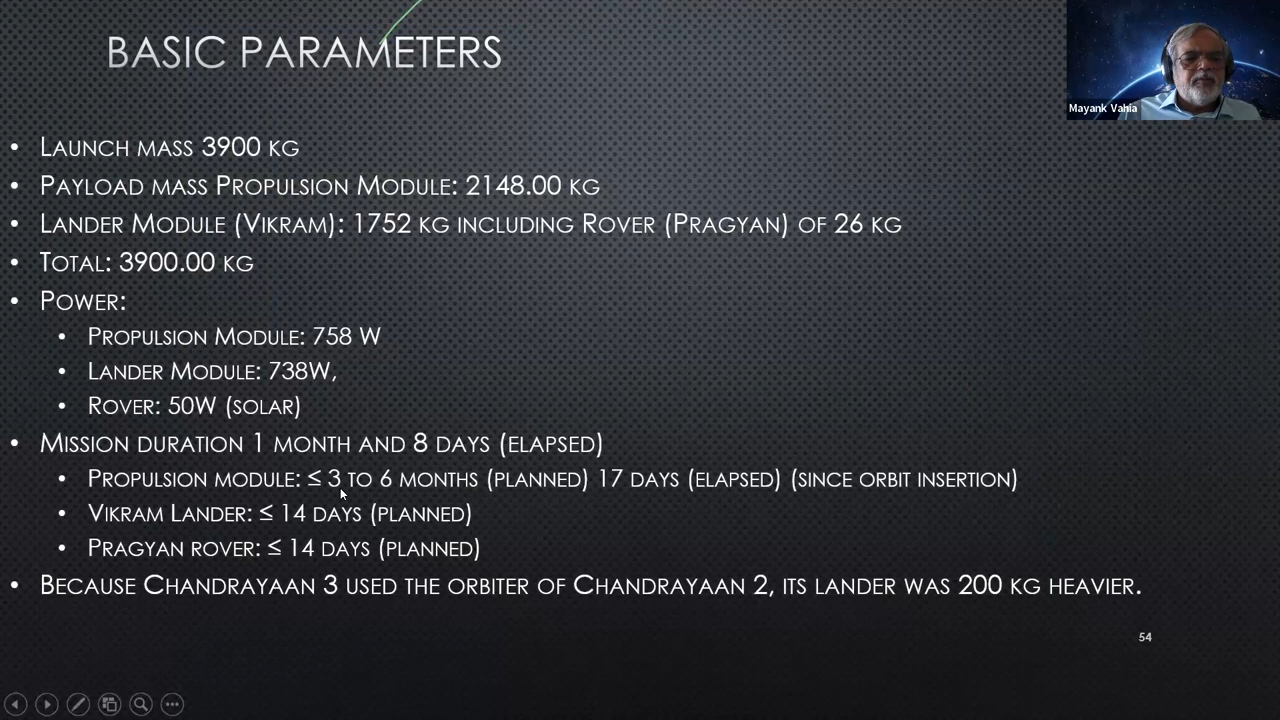 BASIC PARAMETERS
Mayank Vahia
• LAUNCH MASS 3900 KG
• PAYLOAD MASS PROPULSION MODULE: 2148.00 KG
• LANDER MODULE (VIKRAM): 1752 KG INCLUDING ROVER (PRAGYAN) OF 26 KG
• TOTAL: 3900.00 KG
• POWER:
• PROPULSION MODULE: 758 W
• LANDER MODULE: 738W,
• ROVER: 50W (SOLAR)
• MISSION DURATION 1 MONTH AND 8 DAYS (ELAPSED)
• PROPULSION MODULE: ≤ 3 TO 6 MONTHS (PLANNED) 17 DAYS (ELAPSED) (SINCE ORBIT INSERTION)
• VIKRAM LANDER: ≤ 14 DAYS (PLANNED)
• PRAGYAN ROVER: ≤ 14 DAYS (PLANNED)
• BECAUSE CHANDRAYAAN 3 USED THE ORBITER OF CHANDRAYAAN 2, ITS LANDER WAS 200 KG HEAVIER.
54